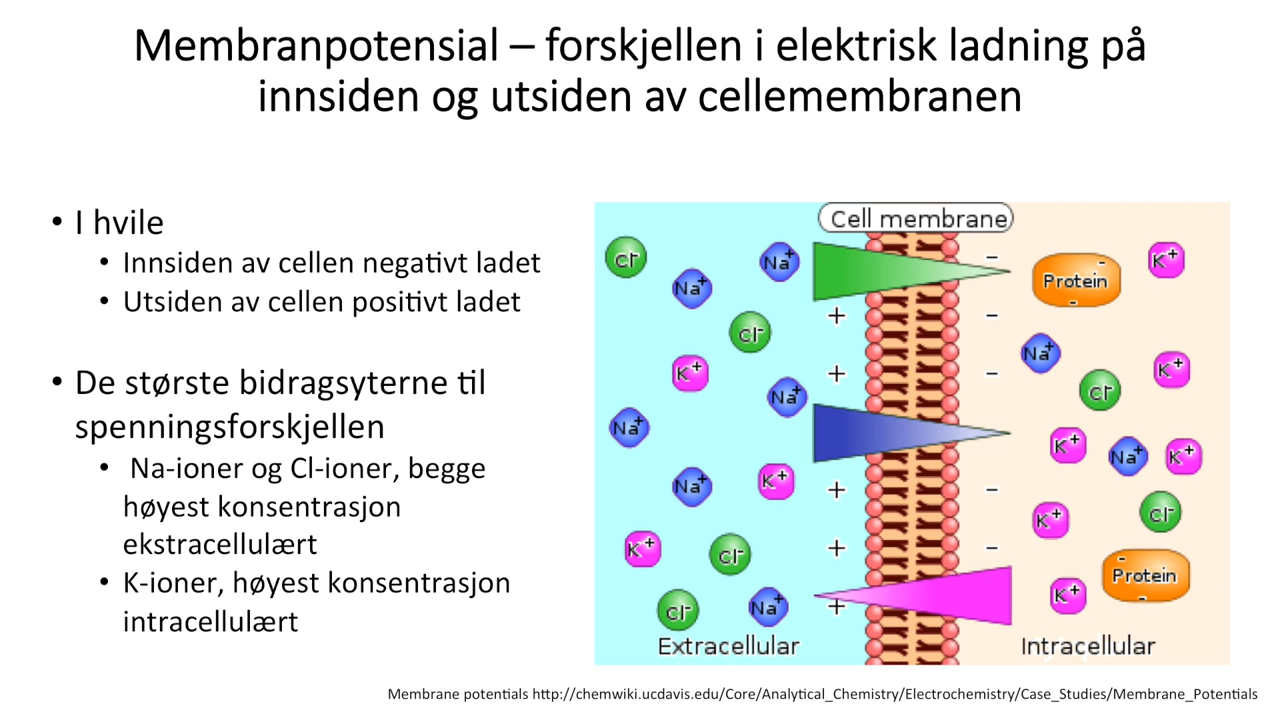 Membranpotensial – forskjellen i elektrisk ladning på
innsiden og utsiden av cellemembranen
• I hvile
• Innsiden av cellen negativt ladet
• Utsiden av cellen positivt ladet
• De største bidragsyterne til
spenningsforskjellen
• Na-ioner og Cl-ioner, begge
høyest konsentrasjon
ekstracellulært
• K-ioner, høyest konsentrasjon
intracellulært
Cell membrane
Cl-
Na+
Na+
Cl-
K+
Na+
Na+
Na+
K+
K+
Cl-
Cl-
Na+
+
+
+
+
+
–
–
–
–
–
Protein
-
-
K+
Na+
K+
Cl-
K+
Na+
K+
K+
Cl-
Protein
-
-
K+
Extracellular
Intracellular
Membrane potentials http://chemwiki.ucdavis.edu/Core/Analytical_Chemistry/Electrochemistry/Case_Studies/Membrane_Potentials